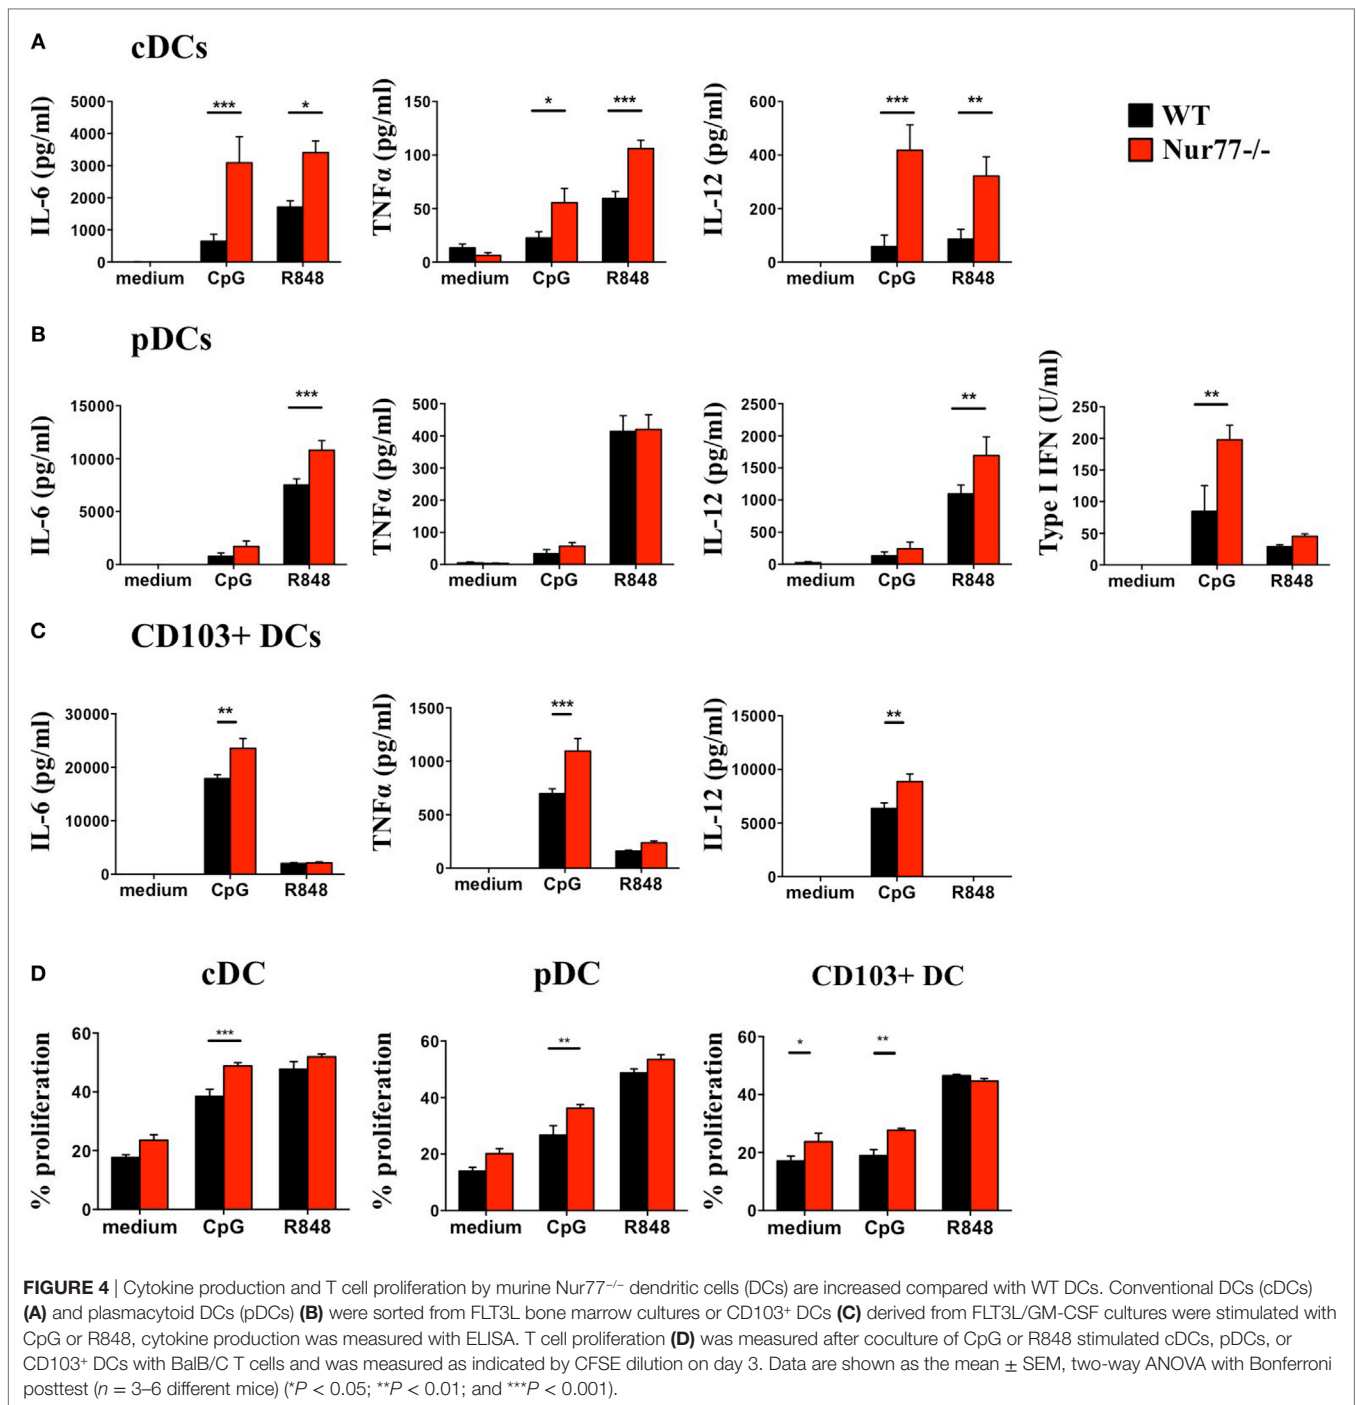 A cDCs
IL-6 (pg/ml)
5000
4000
3000
2000
1000
0
*** *
medium CpG R848
TNFα (pg/ml)
150
100
50
0
* ***
medium CpG R848
IL-12 (pg/ml)
600
400
200
0
*** **
medium CpG R848
WT
Nur77-/-
B pDCs
IL-6 (pg/ml)
15000
10000
5000
0
***
medium CpG R848
TNFα (pg/ml)
500
400
300
200
100
0
medium CpG R848
IL-12 (pg/ml)
2500
2000
1500
1000
500
0
**
medium CpG R848
Type I IFN (U/ml)
250
200
150
100
50
0
**
medium CpG R848
C CD103+ DCs
IL-6 (pg/ml)
30000
20000
10000
0
**
medium CpG R848
TNFα (pg/ml)
1500
1000
500
0
***
medium CpG R848
IL-12 (pg/ml)
15000
10000
5000
0
**
medium CpG R848
D cDC
% proliferation
60
40
20
0
***
medium CpG R848
pDC
% proliferation
60
40
20
0
**
medium CpG R848
CD103+ DC
% proliferation
60
40
20
0
* **
medium CpG R848
FIGURE 4 | Cytokine production and T cell proliferation by murine Nur77−/− dendritic cells (DCs) are increased compared with WT DCs. Conventional DCs (cDCs)
(A) and plasmacytoid DCs (pDCs) (B) were sorted from FLT3L bone marrow cultures or CD103+ DCs (C) derived from FLT3L/GM-CSF cultures were stimulated with
CpG or R848, cytokine production was measured with ELISA. T cell proliferation (D) was measured after coculture of CpG or R848 stimulated cDCs, pDCs, or
CD103+ DCs with BalB/C T cells and was measured as indicated by CFSE dilution on day 3. Data are shown as the mean ± SEM, two-way ANOVA with Bonferroni
posttest (n = 3–6 different mice) (*P < 0.05; **P < 0.01; and ***P < 0.001).